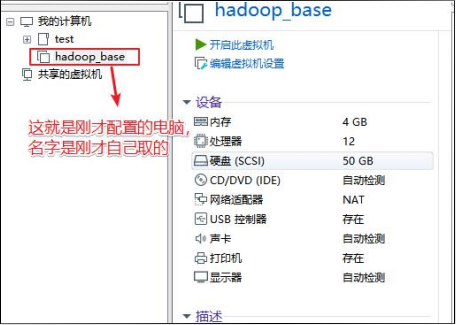 我的计算机
test
hadoop_base
共享的虚拟机
这就是刚才配置的电脑,
名字是刚才自己取的
hadoop_base
开启此虚拟机
编辑虚拟机设置
设备
内存 4 GB
处理器 12
硬盘 (SCSI) 50 GB
CD/DVD (IDE) 自动检测
网络适配器 NAT
USB 控制器 存在
声卡 自动检测
打印机 存在
显示器 自动检测
描述